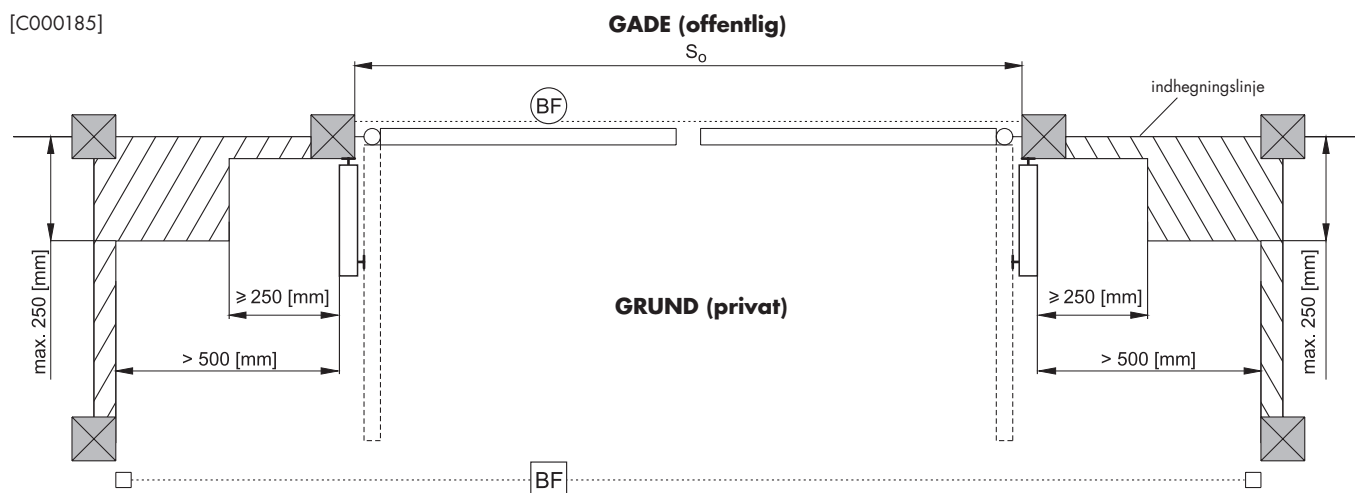 [C000185]
GADE (offentlig)
So
BF
indhegningslinje
max. 250 [mm]
⩾ 250 [mm]
> 500 [mm]
GRUND (privat)
⩾ 250 [mm]
> 500 [mm]
max. 250 [mm]
BF